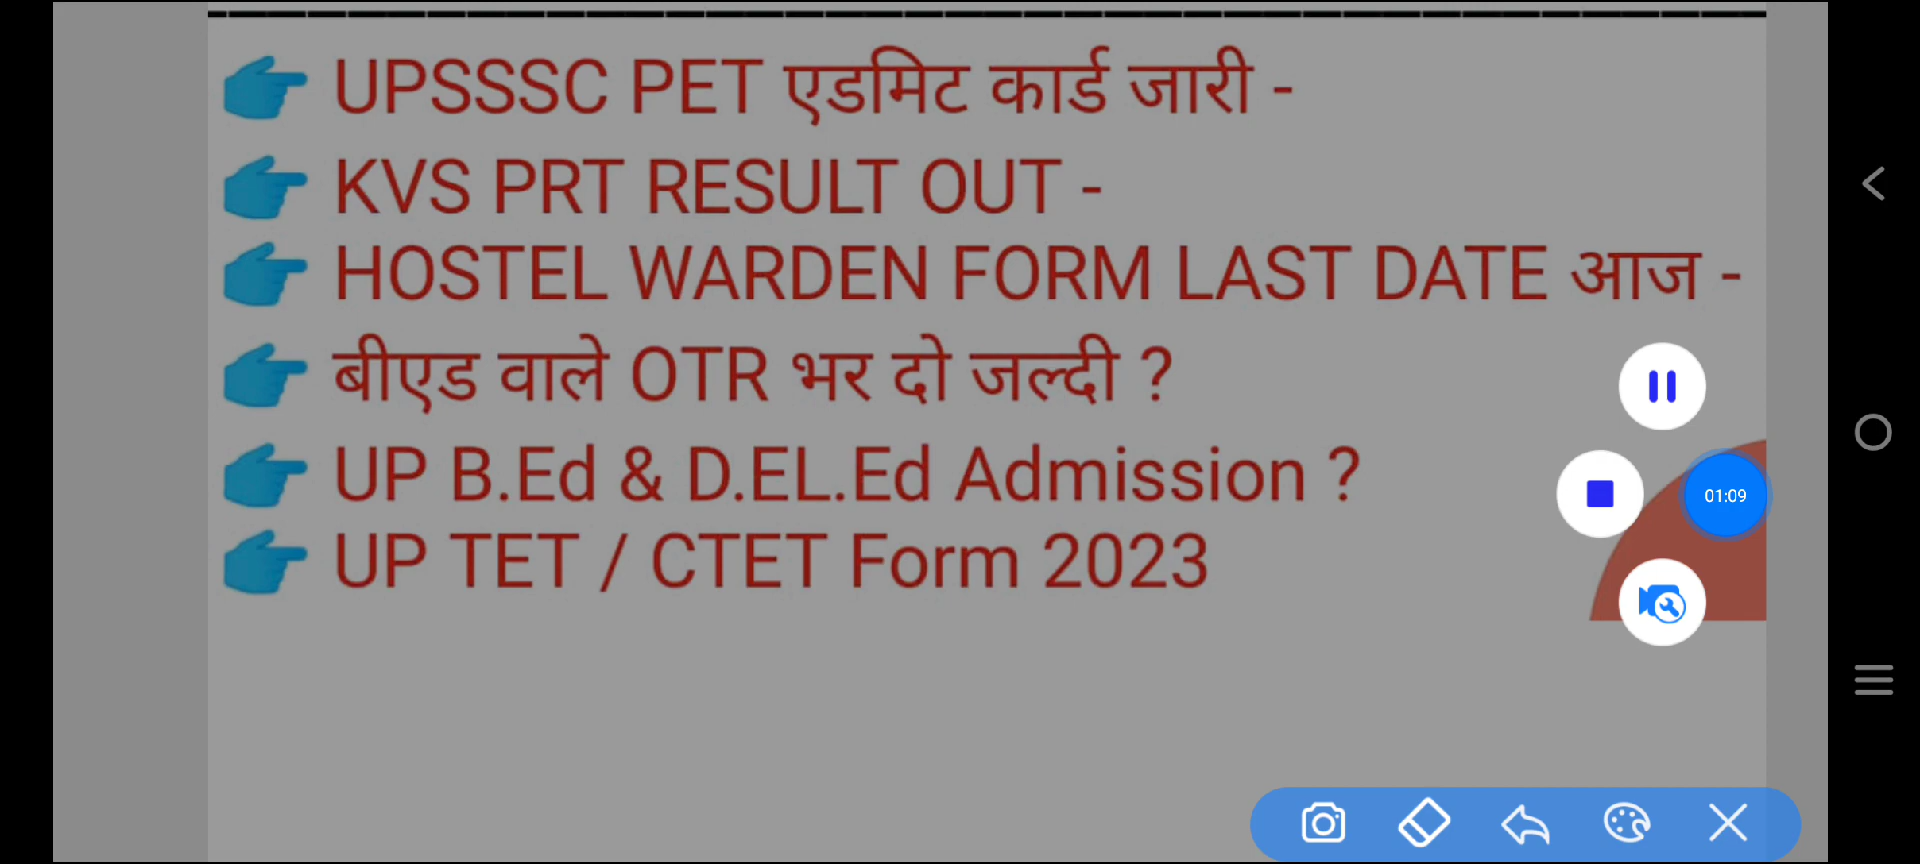 UPSSSC PET एडमिट कार्ड जारी -
KVS PRT RESULT OUT -
HOSTEL WARDEN FORM LAST DATE आज -
बीएड वाले OTR भर दो जल्दी ?
UP B.Ed & D.EL.Ed Admission ?
01:09
UP TET / CTET Form 2023